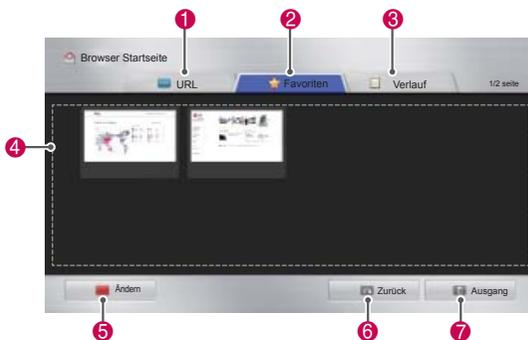 1 2 3
Browser Startseite
URL Favoriten Verlauf 1/2 seite
4
Ändern Zurück Ausgang
5 6 7